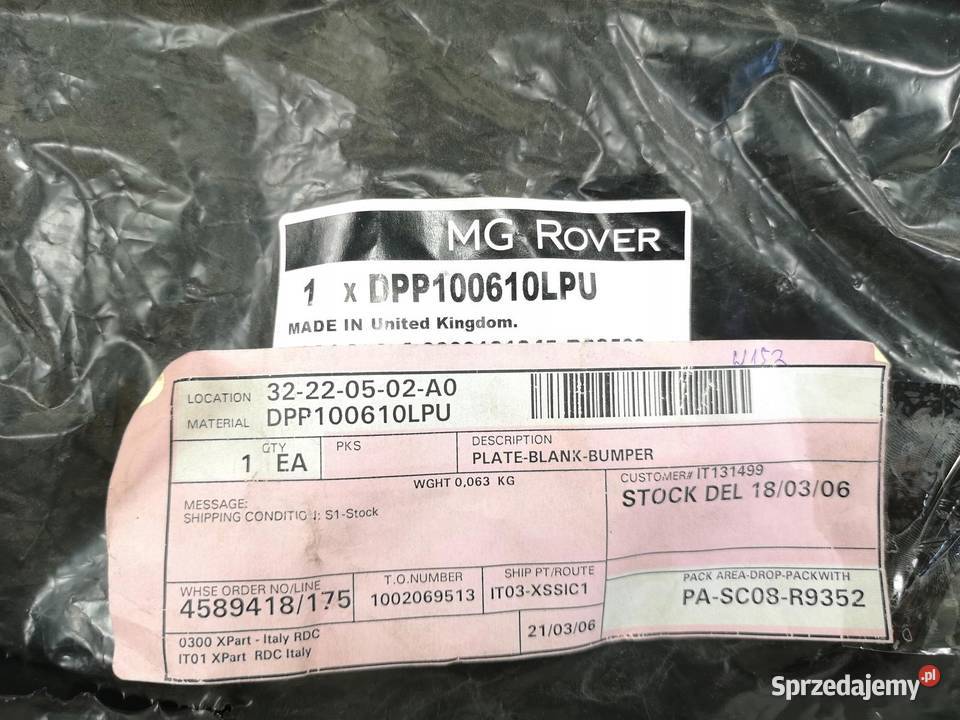 MG ROVER
1 x DPP100610LPU
MADE IN United Kingdom.
W153
LOCATION 32-22-05-02-A0
MATERIAL DPP100610LPU
QTY 1 EA
PKS
DESCRIPTION
PLATE-BLANK-BUMPER
WGHT 0,063 KG
MESSAGE:
SHIPPING CONDITION: S1-Stock
CUSTOMER# IT131499
STOCK DEL 18/03/06
WHSE ORDER NO/LINE
4589418/175
T.O.NUMBER
1002069513
SHIP PT/ROUTE
IT03-XSSIC1
PACK AREA-DROP-PACKWITH
PA-SC08-R9352
0300 XPart - Italy RDC
IT01 XPart RDC Italy
21/03/06
Sprzedajemy.pl